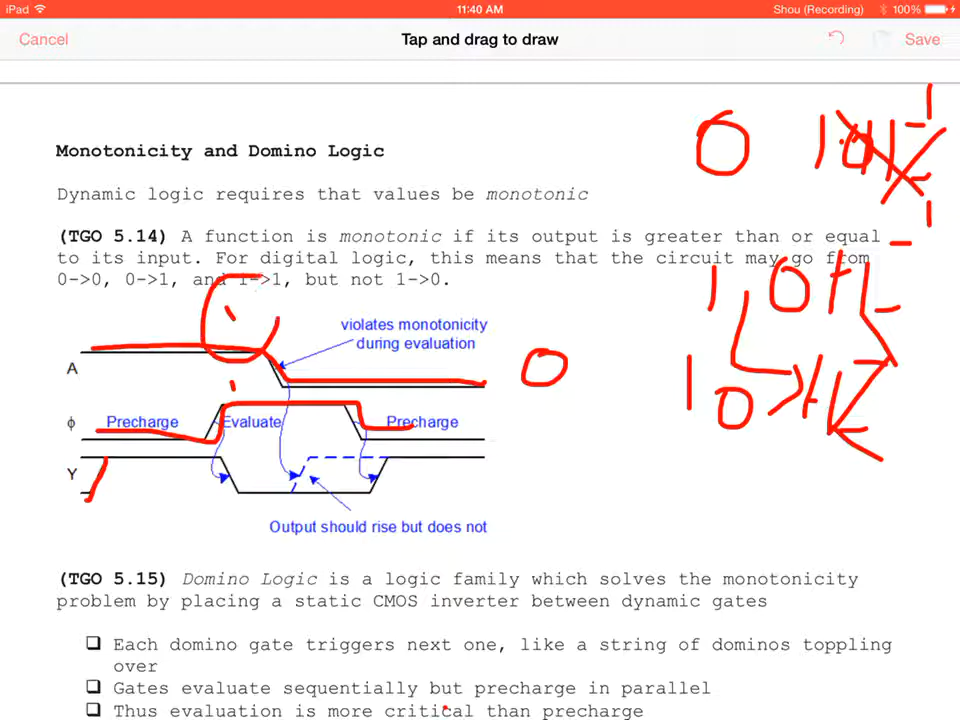 iPad 11:40 AM Shou (Recording) 100%
Cancel Tap and drag to draw Save
Monotonicity and Domino Logic
Dynamic logic requires that values be monotonic
(TGO 5.14) A function is monotonic if its output is greater than or equal
to its input. For digital logic, this means that the circuit may go from
0->0, 0->1, and 1->1, but not 1->0.
violates monotonicity
during evaluation
A
0
ϕ Precharge Evaluate Precharge
Y
Output should rise but does not
(TGO 5.15) Domino Logic is a logic family which solves the monotonicity
problem by placing a static CMOS inverter between dynamic gates
❑ Each domino gate triggers next one, like a string of dominos toppling
over
❑ Gates evaluate sequentially but precharge in parallel
❑ Thus evaluation is more critical than precharge